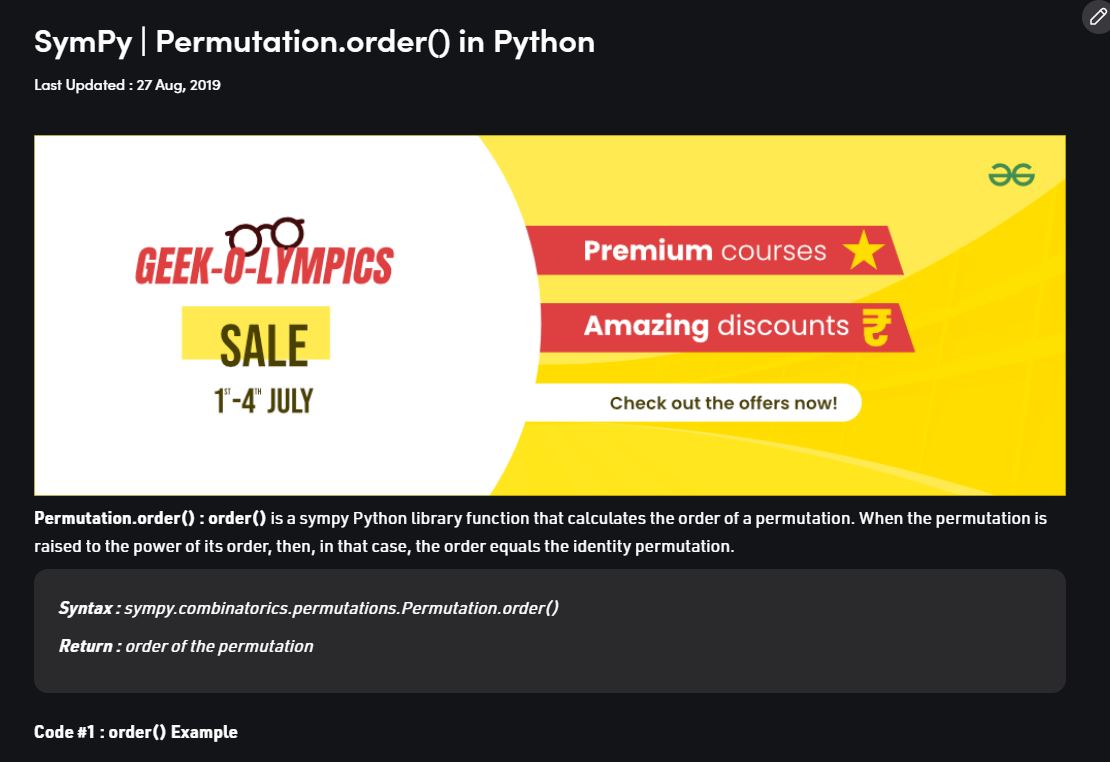 SymPy | Permutation.order() in Python
Last Updated : 27 Aug, 2019
GEEK-O-LYMPICS
SALE
1ST-4TH JULY
Premium courses
Amazing discounts
Check out the offers now!
Permutation.order() : order() is a sympy Python library function that calculates the order of a permutation. When the permutation is
raised to the power of its order, then, in that case, the order equals the identity permutation.
Syntax : sympy.combinatorics.permutations.Permutation.order()
Return : order of the permutation
Code #1 : order() Example